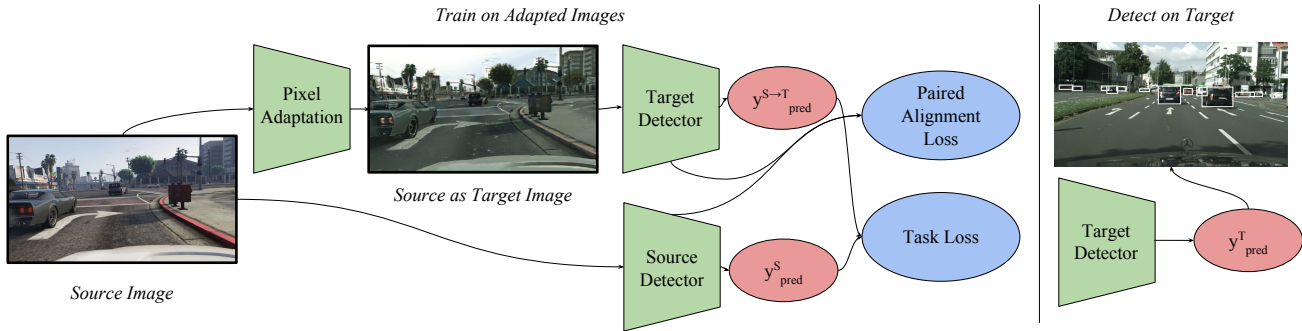 Train on Adapted Images
Detect on Target
Pixel
Adaptation
Source as Target Image
Source Image
Target
Detector
y^{S→T}_{pred}
Paired
Alignment
Loss
Source
Detector
y^{S}_{pred}
Task Loss
Target
Detector
y^{T}_{pred}